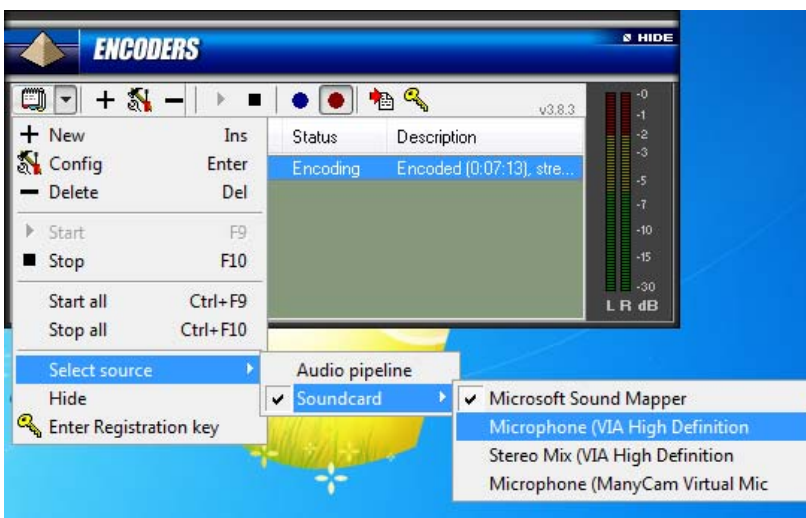 ENCODERS
HIDE
v3.8.3
-0
-1
-2
-3
-5
-7
-10
-15
-30
L R dB
Status Description
Encoding Encoded (0:07:13), stre...
New Ins
Config Enter
Delete Del
Start F9
Stop F10
Start all Ctrl+F9
Stop all Ctrl+F10
Select source
Hide
Enter Registration key
Audio pipeline
Soundcard
Microsoft Sound Mapper
Microphone (VIA High Definition
Stereo Mix (VIA High Definition
Microphone (ManyCam Virtual Mic